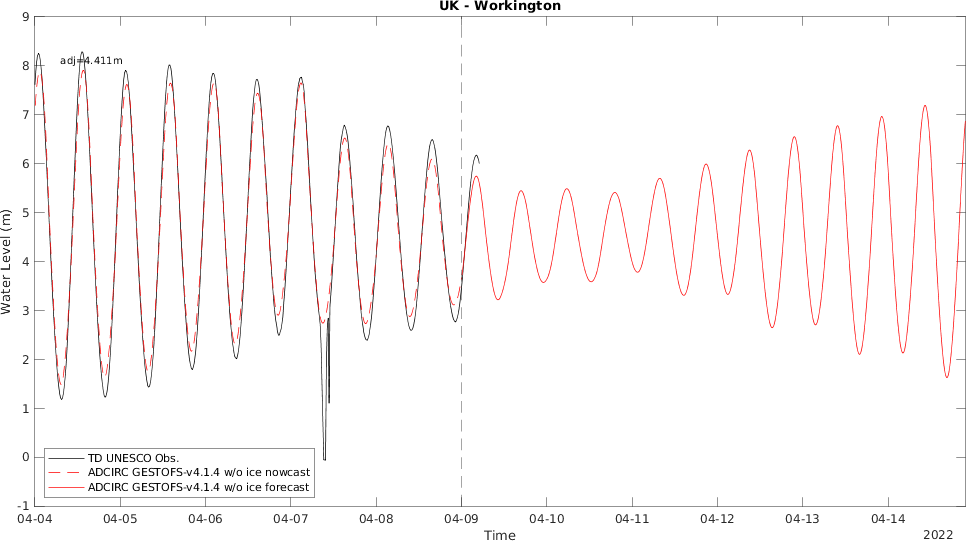 UK - Workington
9
adj=4.411m
8
7
6
5
Water Level (m)
4
3
2
1
0
-1
TD UNESCO Obs.
ADCIRC GESTOFS-v4.1.4 w/o ice nowcast
ADCIRC GESTOFS-v4.1.4 w/o ice forecast
04-04 04-05 04-06 04-07 04-08 04-09 04-10 04-11 04-12 04-13 04-14
Time
2022